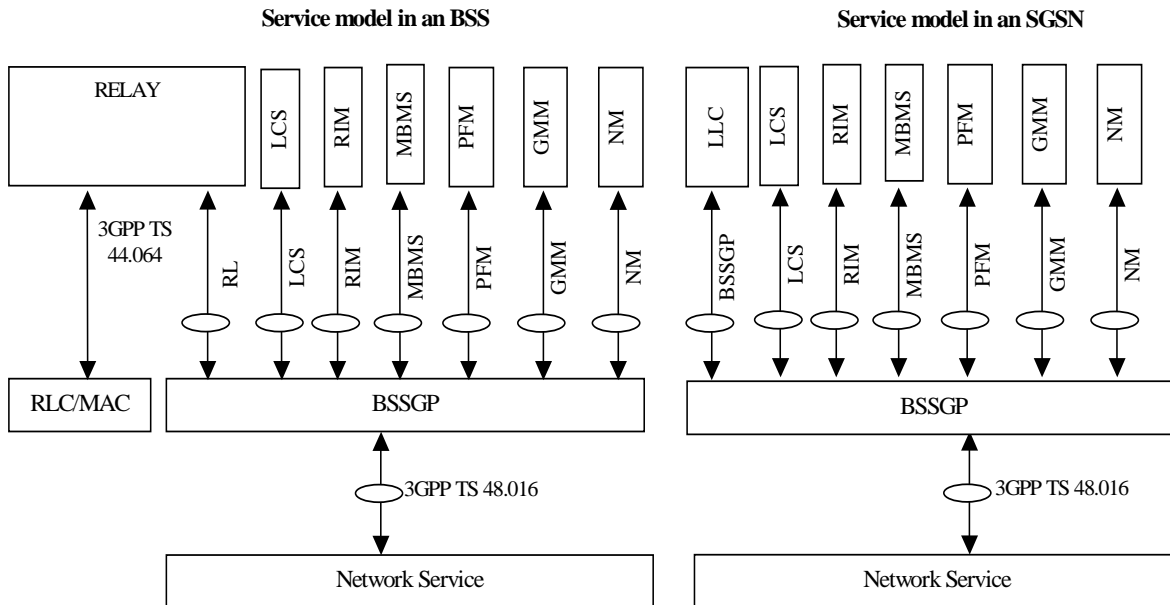 Service model in an BSS
Service model in an SGSN
RELAY
LCS
RIM
MBMS
PFM
GMM
NM
LLC
LCS
RIM
MBMS
PFM
GMM
NM
3GPP TS
44.064
RL
LCS
RIM
MBMS
PFM
GMM
NM
BSSGP
LCS
RIM
MBMS
PFM
GMM
NM
RLC/MAC
BSSGP
BSSGP
3GPP TS 48.016
3GPP TS 48.016
Network Service
Network Service